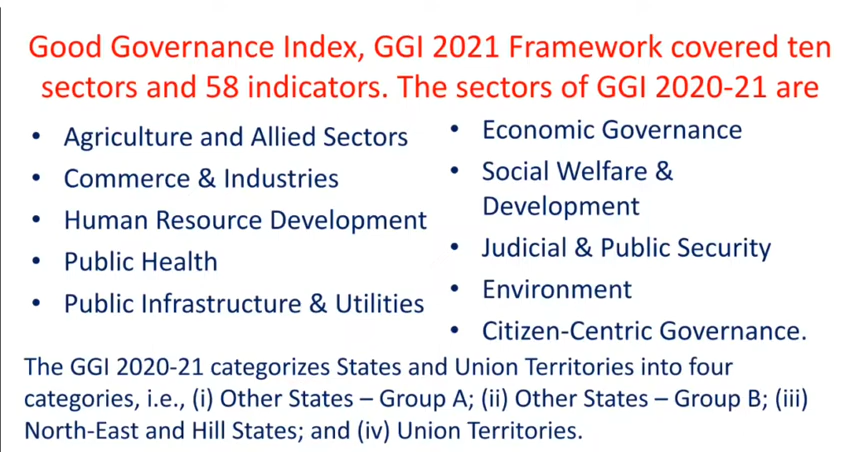 Good Governance Index, GGI 2021 Framework covered ten
sectors and 58 indicators. The sectors of GGI 2020-21 are
• Agriculture and Allied Sectors
• Commerce & Industries
• Human Resource Development
• Public Health
• Public Infrastructure & Utilities
• Economic Governance
• Social Welfare &
Development
• Judicial & Public Security
• Environment
• Citizen-Centric Governance.
The GGI 2020-21 categorizes States and Union Territories into four
categories, i.e., (i) Other States – Group A; (ii) Other States – Group B; (iii)
North-East and Hill States; and (iv) Union Territories.